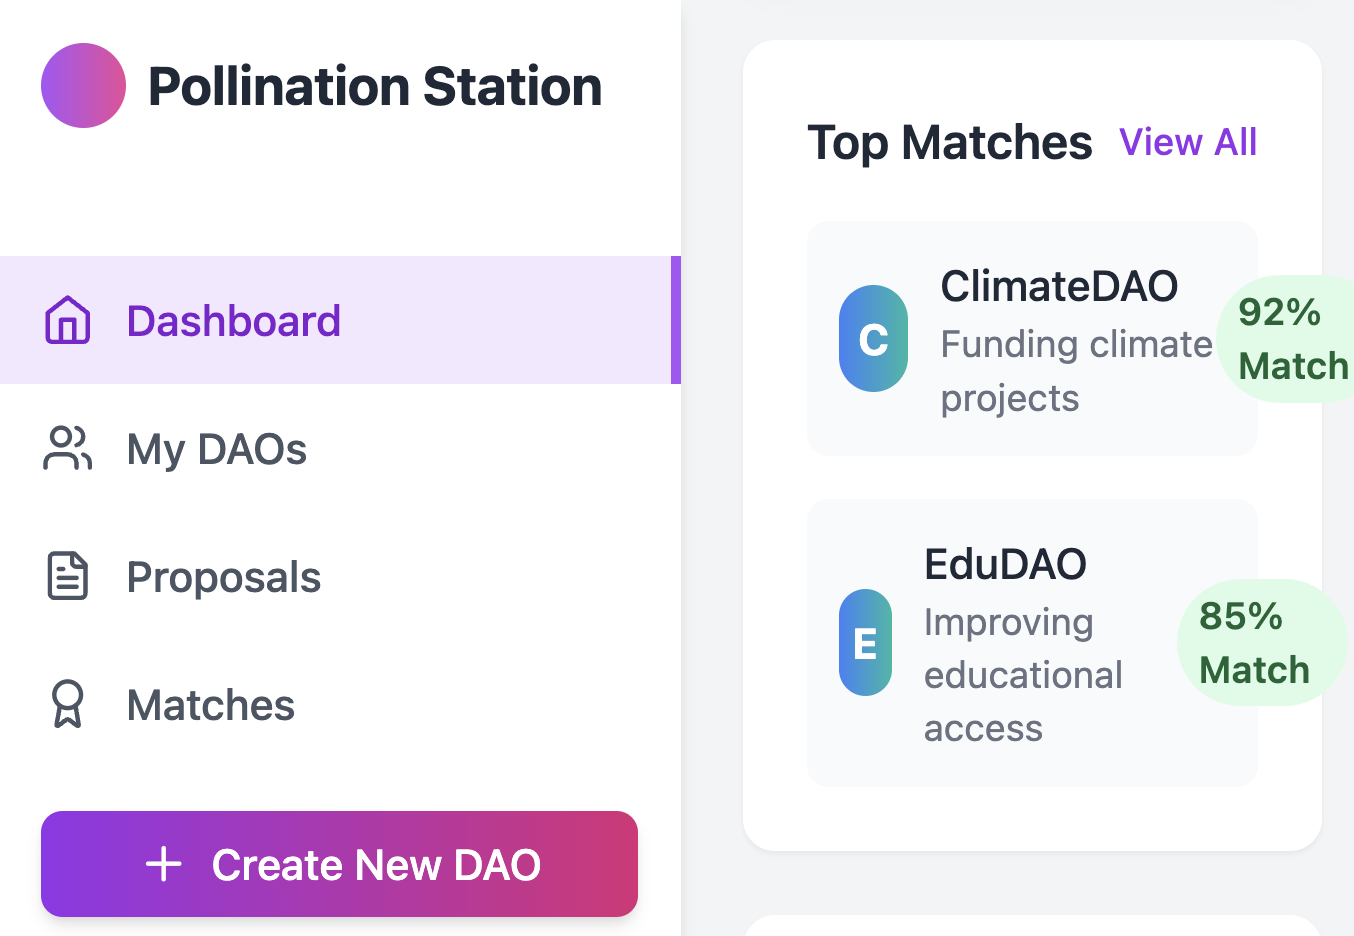 Pollination Station
Dashboard
My DAOs
Proposals
Matches
Create New DAO
Top Matches
View All
C
ClimateDAO
Funding climate
projects
92%
Match
E
EduDAO
Improving
educational
access
85%
Match